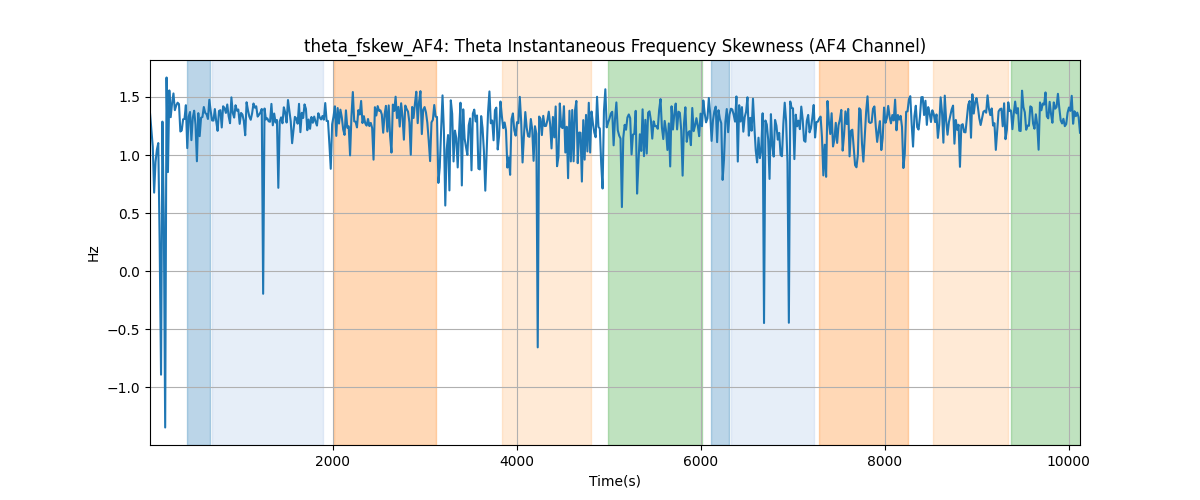 theta_fskew_AF4: Theta Instantaneous Frequency Skewness (AF4 Channel)
1.5
1.0
0.5
0.0
−0.5
−1.0
Hz
2000 4000 6000 8000 10000
Time(s)